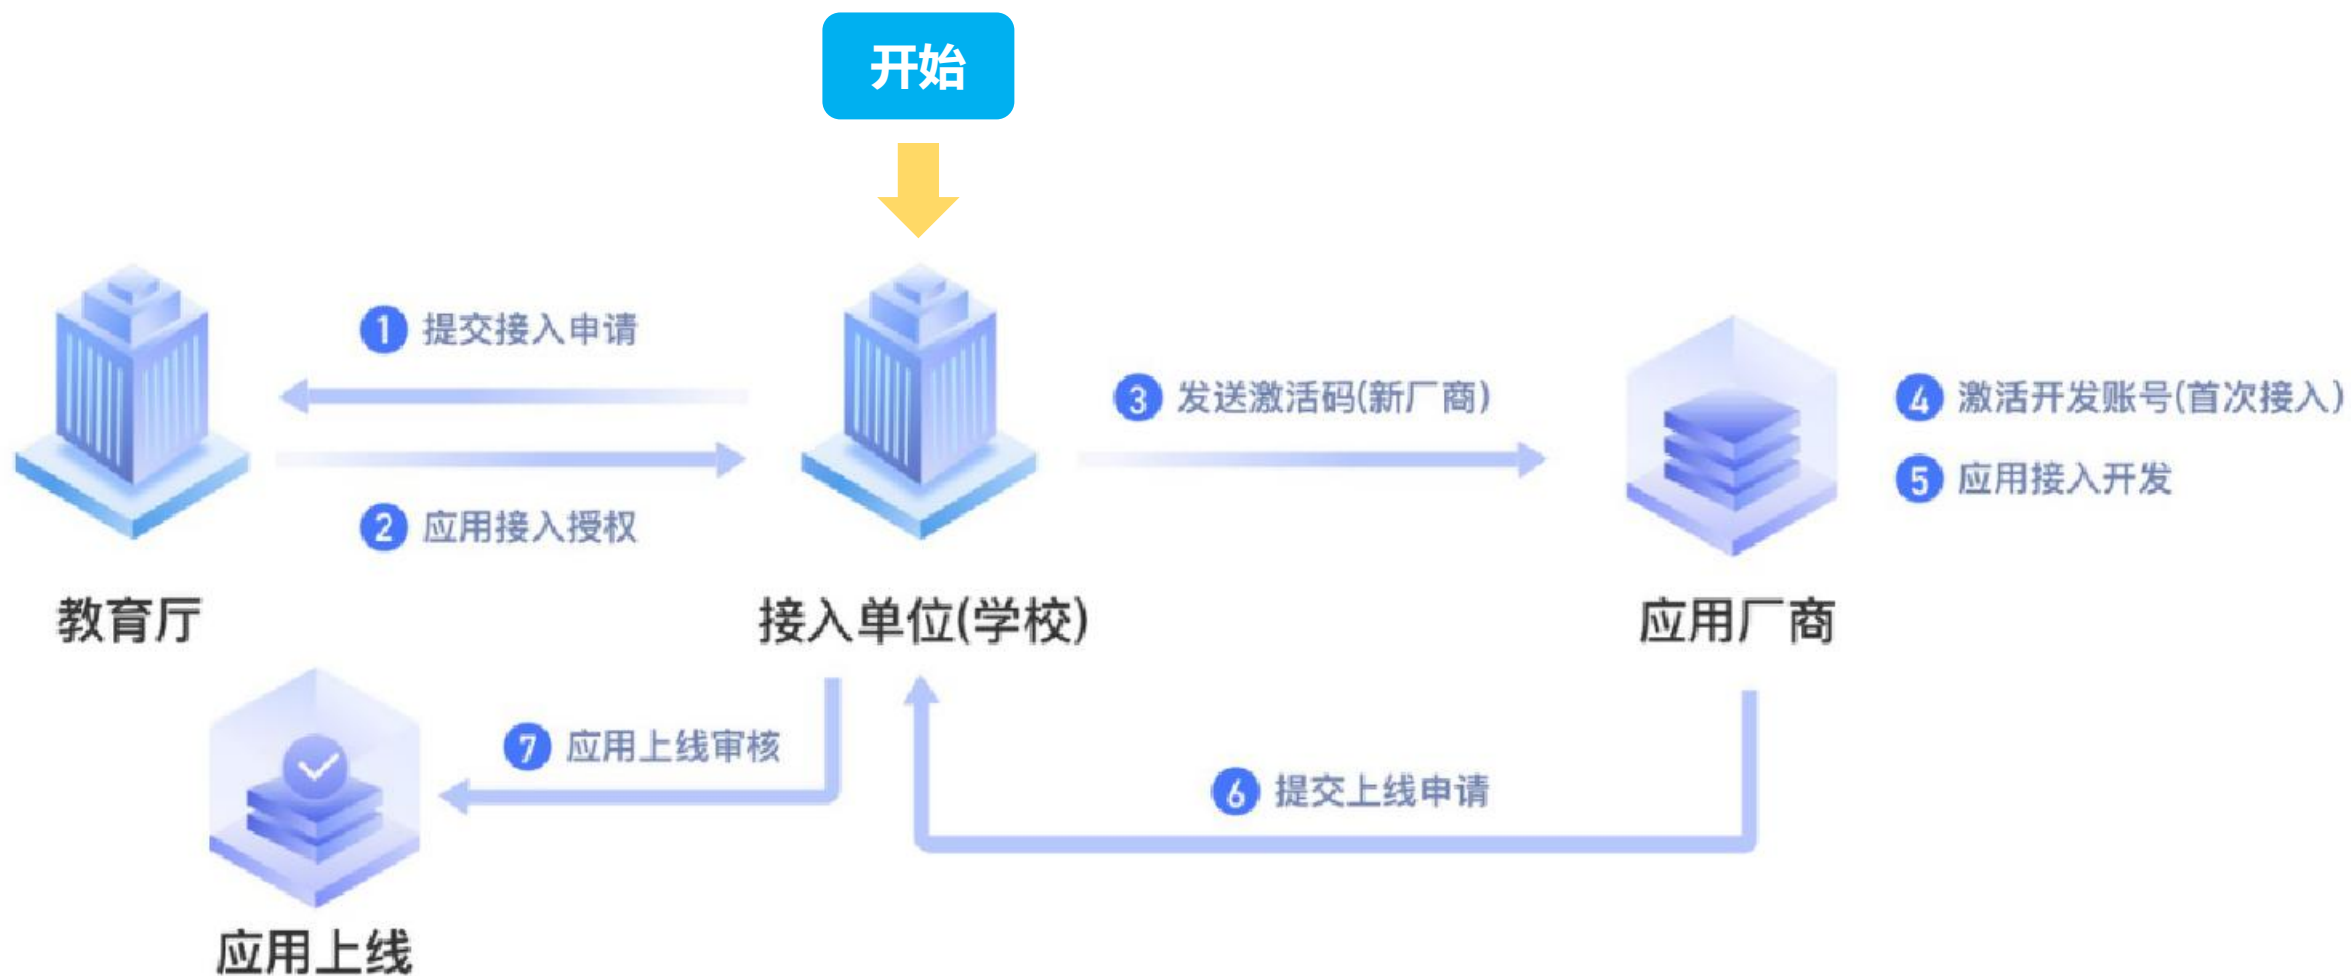 开始
1 提交接入申请
3 发送激活码(新厂商)
4 激活开发账号(首次接入)
5 应用接入开发
2 应用接入授权
教育厅
接入单位(学校)
应用厂商
7 应用上线审核
6 提交上线申请
应用上线